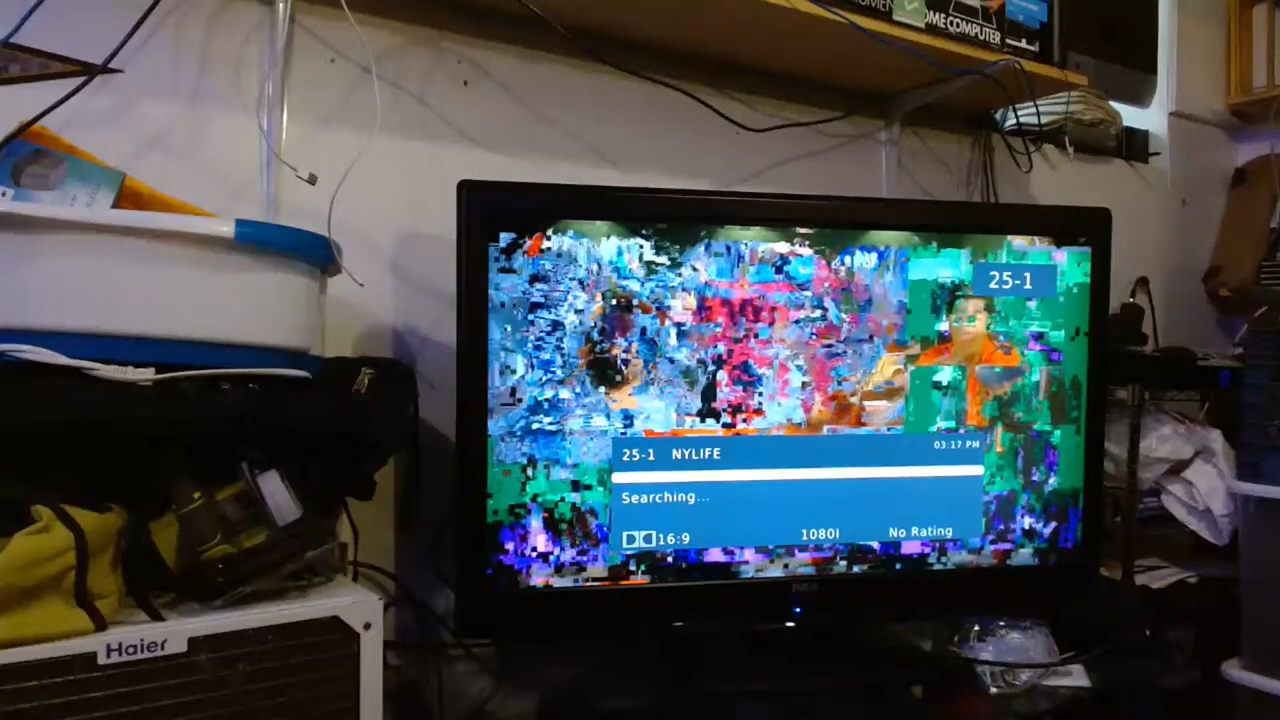 OME COMPUTER
25-1
25-1 NYLIFE
03:17 PM
Searching...
16:9 1080I No Rating
Haier